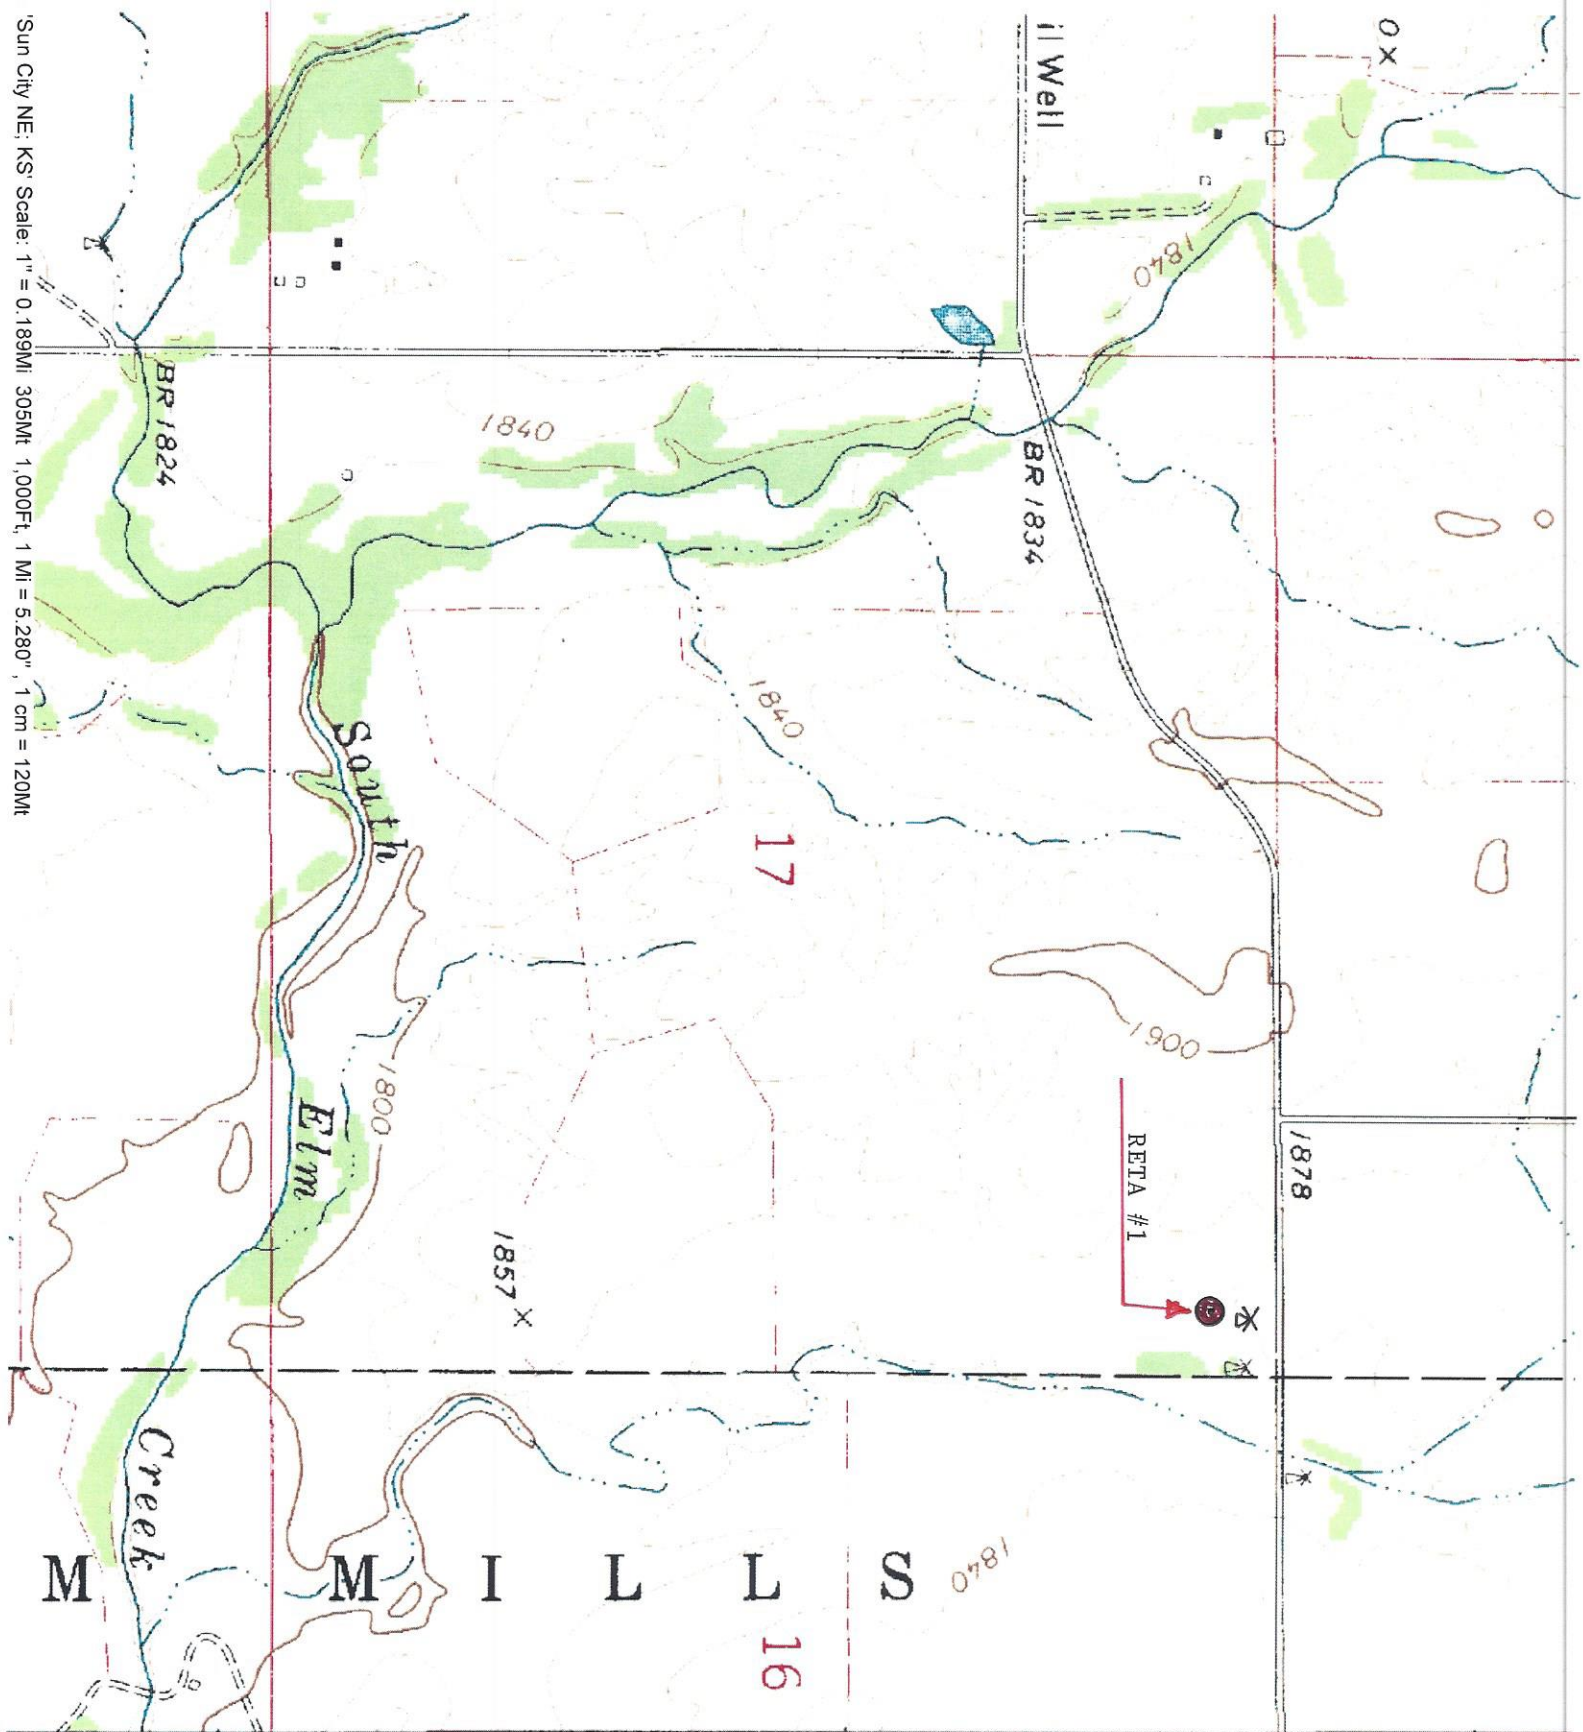 'Sun City NE; KS' Scale: 1" = 0.189Mi 305Mt 1,000Ft, 1 Mi = 5.280", 1 cm = 120Mt
0 X
il Well
1840
BR 1834
1840
BR 1824
1840
17
1900
1878
RETA #1
South
Elm
Creek
1800
1857 X
1840
M MILLS
16